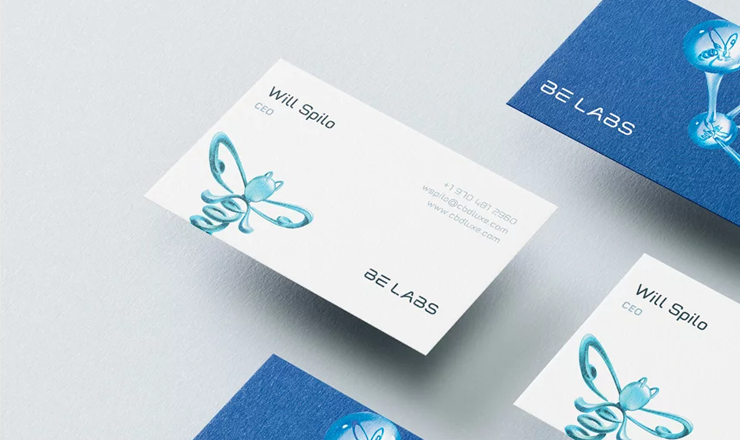 Will Spilo
CEO
+1 970 481 2960
wspilo@cbdluxe.com
www.cbdluxe.com
BE LABS
BE LABS
Will Spilo
CEO